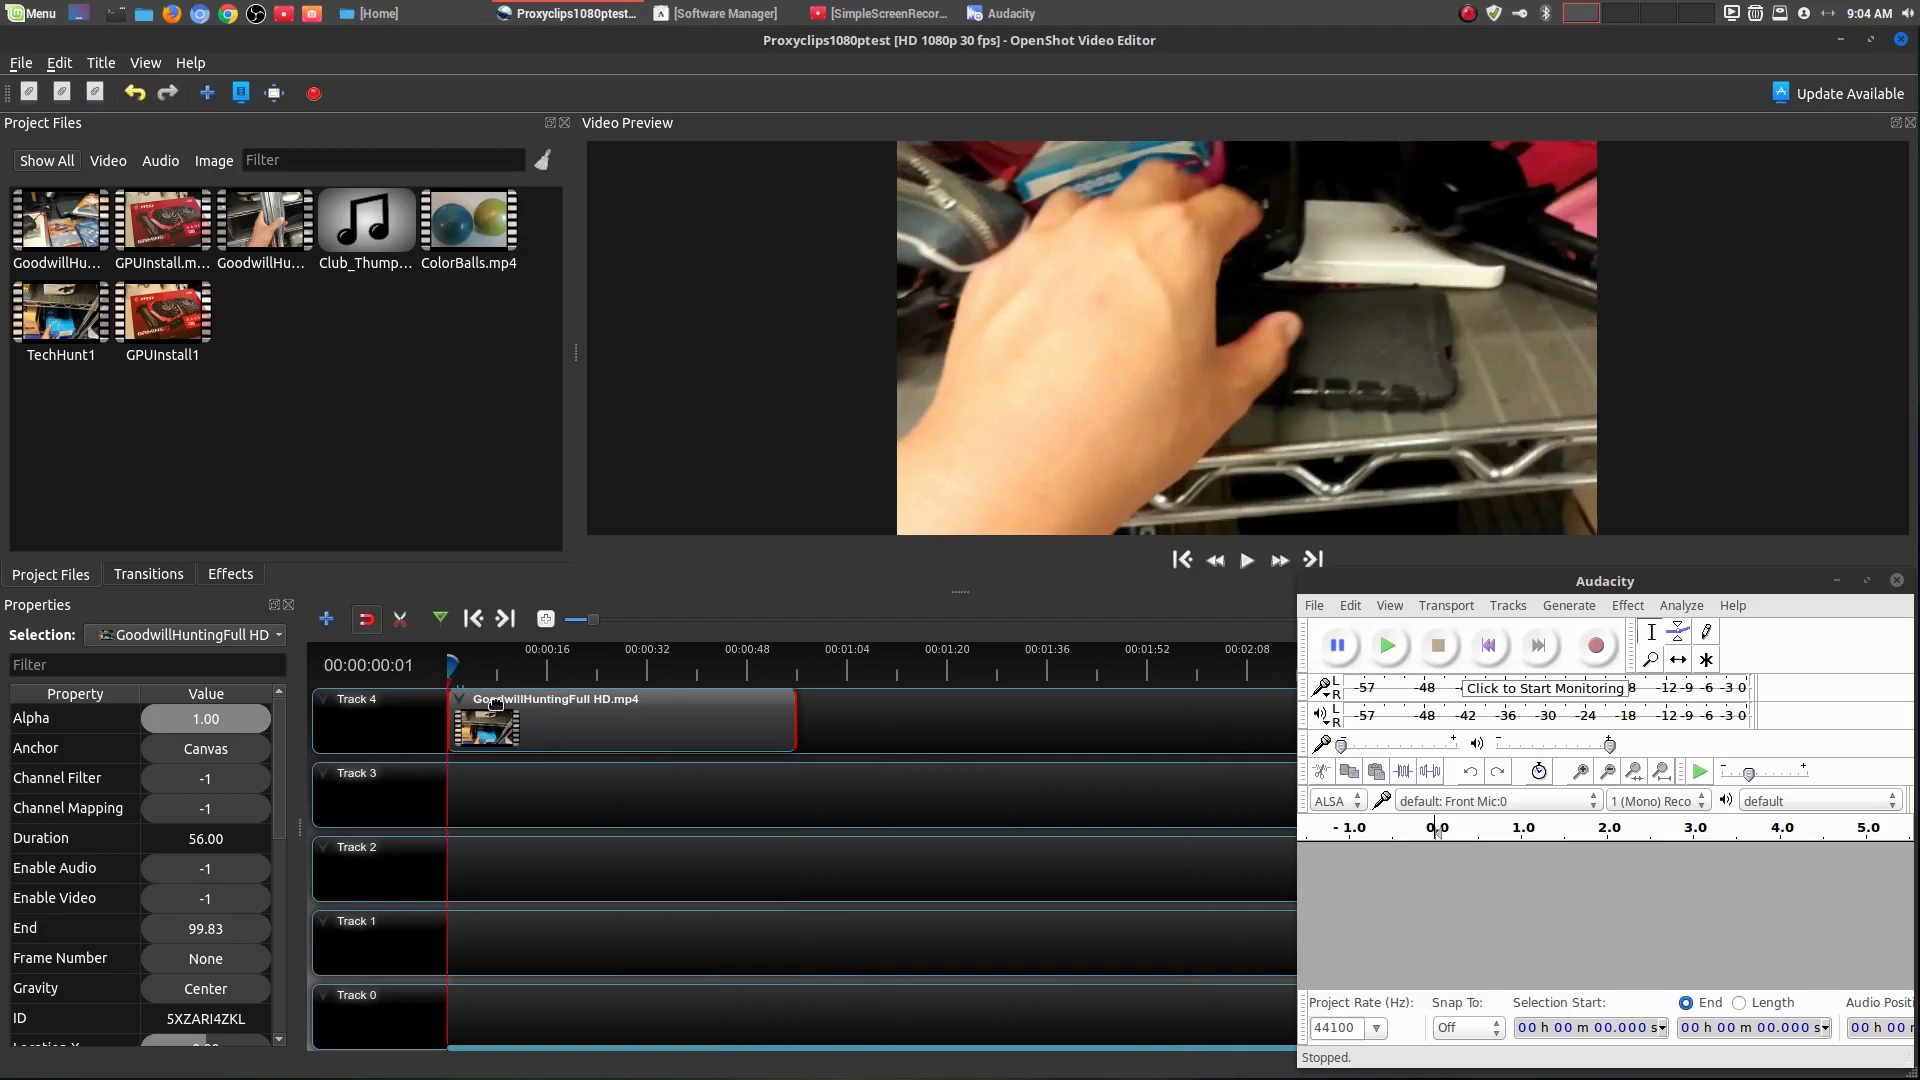 Menu [Home] Proxyclips1080ptest... [Software Manager] [SimpleScreenRecor... Audacity 9:04 AM
Proxyclips1080ptest [HD 1080p 30 fps] - OpenShot Video Editor
File Edit Title View Help
Update Available
Project Files
Video Preview
Show All Video Audio Image Filter
GoodwillHu... GPUInstall.m... GoodwillHu... Club_Thump... ColorBalls.mp4
TechHunt1 GPUInstall1
Project Files Transitions Effects
Properties
Selection: GoodwillHuntingFull HD
Filter
Property Value
Alpha 1.00
Anchor Canvas
Channel Filter -1
Channel Mapping -1
Duration 56.00
Enable Audio -1
Enable Video -1
End 99.83
Frame Number None
Gravity Center
ID 5XZARI4ZKL
00:00:00:01 00:00:16 00:00:32 00:00:48 00:01:04 00:01:20 00:01:36 00:01:52 00:02:08
Track 4 GoodwillHuntingFull HD.mp4
Track 3
Track 2
Track 1
Track 0
Audacity
File Edit View Transport Tracks Generate Effect Analyze Help
L R -57 -48 Click to Start Monitoring 8 -12 -9 -6 -3 0
L R -57 -48 -42 -36 -30 -24 -18 -12 -9 -6 -3 0
ALSA default: Front Mic:0 1 (Mono) Reco default
- 1.0 0.0 1.0 2.0 3.0 4.0 5.0
Project Rate (Hz): Snap To: Selection Start: End Length Audio Positi
44100 Off 00 h 00 m 00.000 s 00 h 00 m 00.000 s 00 h 00 r
Stopped.